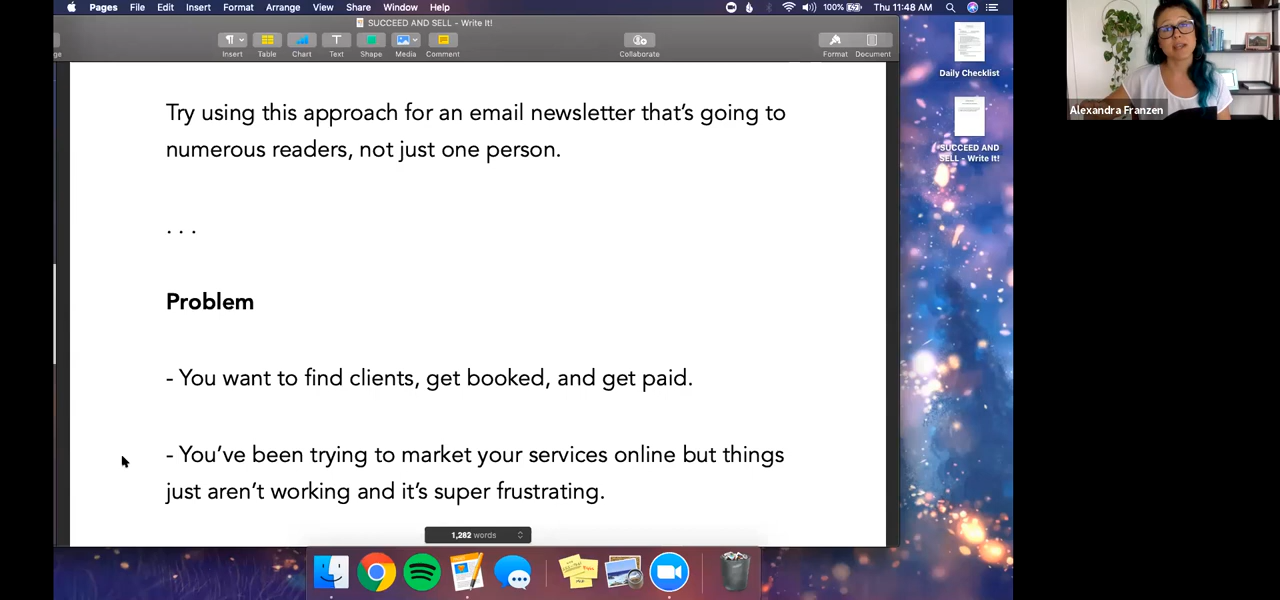 Pages File Edit Insert Format Arrange View Share Window Help
100%
Thu 11:48 AM
SUCCEED AND SELL - Write It!
Insert Table Chart Text Shape Media Comment
Collaborate
Format Document
Try using this approach for an email newsletter that's going to
numerous readers, not just one person.
. . .
Problem
- You want to find clients, get booked, and get paid.
- You've been trying to market your services online but things
just aren't working and it's super frustrating.
1,282 words
Daily Checklist
SUCCEED AND
SELL - Write It!
Alexandra Franzen